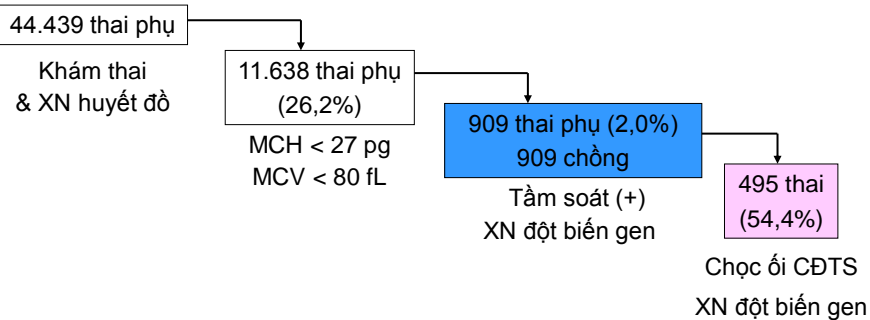 44.439 thai phụ
Khám thai
& XN huyết đồ
11.638 thai phụ
(26,2%)
MCH < 27 pg
MCV < 80 fL
909 thai phụ (2,0%)
909 chồng
Tầm soát (+)
XN đột biến gen
495 thai
(54,4%)
Chọc ối CĐTS
XN đột biến gen